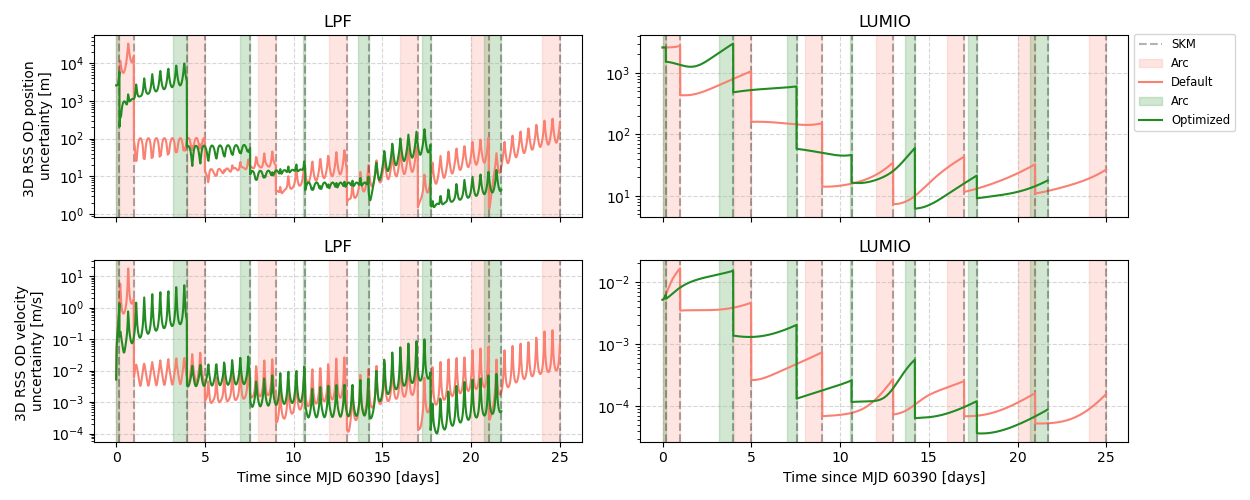 LPF
3D RSS OD position
uncertainty [m]
10⁴
10³
10²
10¹
10⁰
LUMIO
10³
10²
10¹
SKM
Arc
Default
Arc
Optimized
LPF
3D RSS OD velocity
uncertainty [m/s]
10¹
10⁰
10⁻¹
10⁻²
10⁻³
10⁻⁴
0 5 10 15 20 25
Time since MJD 60390 [days]
LUMIO
10⁻²
10⁻³
10⁻⁴
0 5 10 15 20 25
Time since MJD 60390 [days]